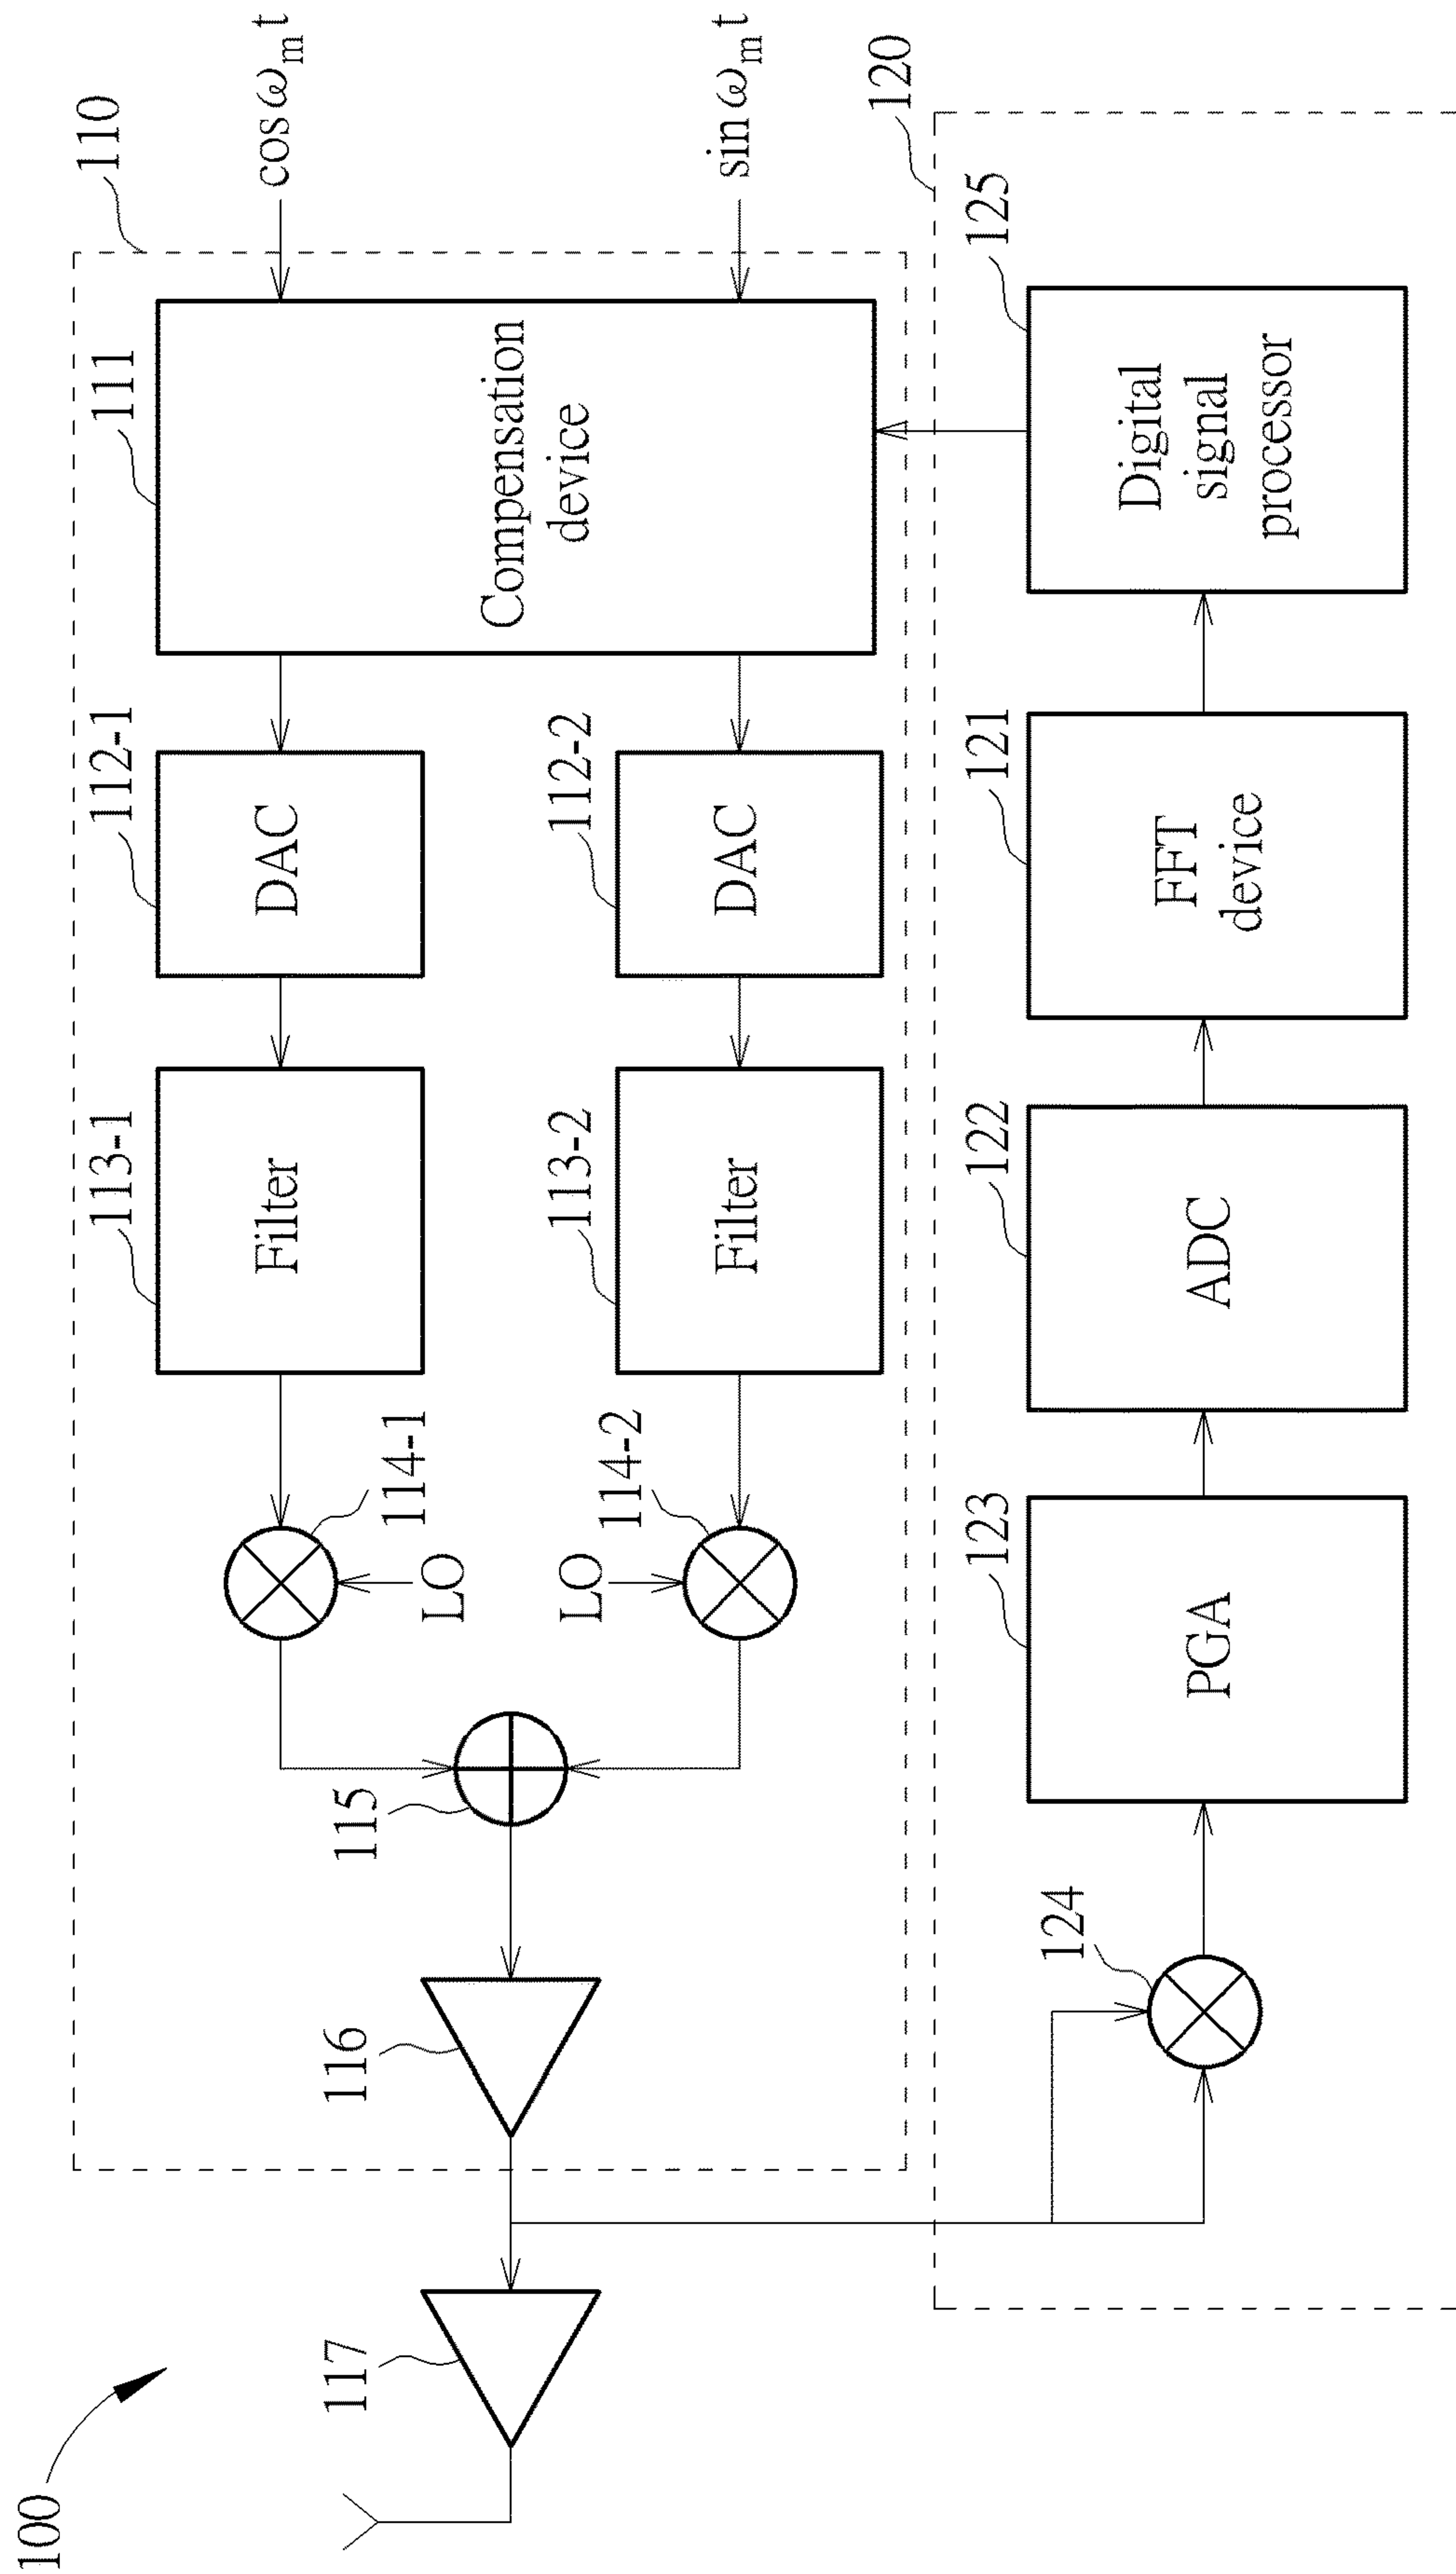 100
110
cos ωm t
sin ωm t
111
Compensation
device
112-1
DAC
112-2
DAC
113-1
Filter
113-2
Filter
114-1
LO
114-2
LO
115
116
117
120
125
Digital
signal
processor
121
FFT
device
122
ADC
123
PGA
124